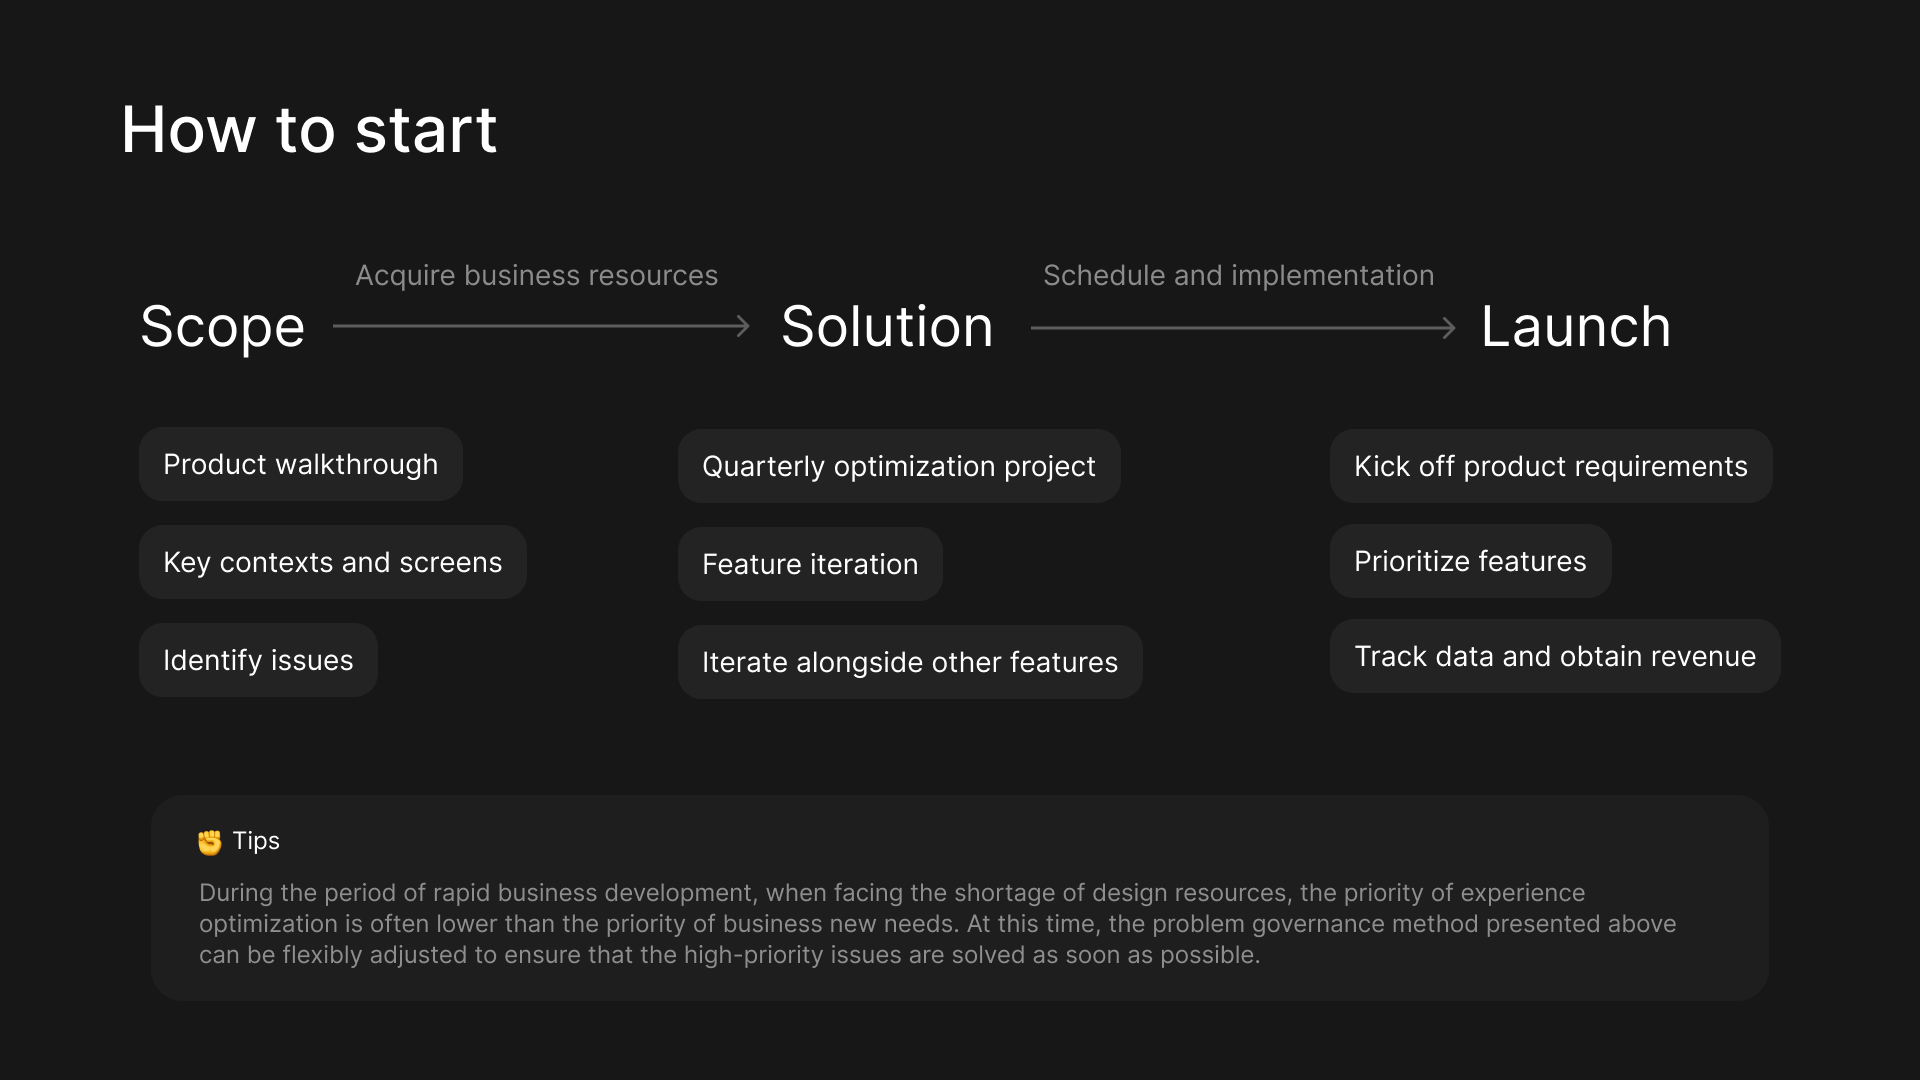 How to start
Acquire business resources
Schedule and implementation
Scope
Solution
Launch
Product walkthrough
Key contexts and screens
Identify issues
Quarterly optimization project
Feature iteration
Iterate alongside other features
Kick off product requirements
Prioritize features
Track data and obtain revenue
✊ Tips
During the period of rapid business development, when facing the shortage of design resources, the priority of experience
optimization is often lower than the priority of business new needs. At this time, the problem governance method presented above
can be flexibly adjusted to ensure that the high-priority issues are solved as soon as possible.